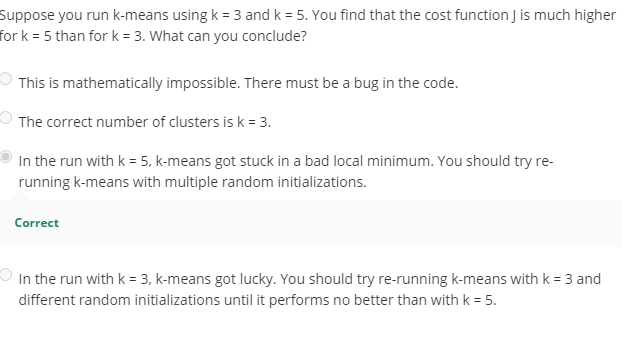 Suppose you run k-means using k = 3 and k = 5. You find that the cost function J is much higher
for k = 5 than for k = 3. What can you conclude?
This is mathematically impossible. There must be a bug in the code.
The correct number of clusters is k = 3.
In the run with k = 5, k-means got stuck in a bad local minimum. You should try re-
running k-means with multiple random initializations.
Correct
In the run with k = 3, k-means got lucky. You should try re-running k-means with k = 3 and
different random initializations until it performs no better than with k = 5.